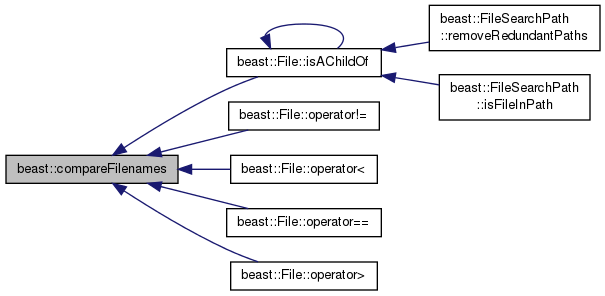 beast::compareFilenames
beast::File::isAChildOf
beast::FileSearchPath
::removeRedundantPaths
beast::FileSearchPath
::isFileInPath
beast::File::operator!=
beast::File::operator<
beast::File::operator==
beast::File::operator>